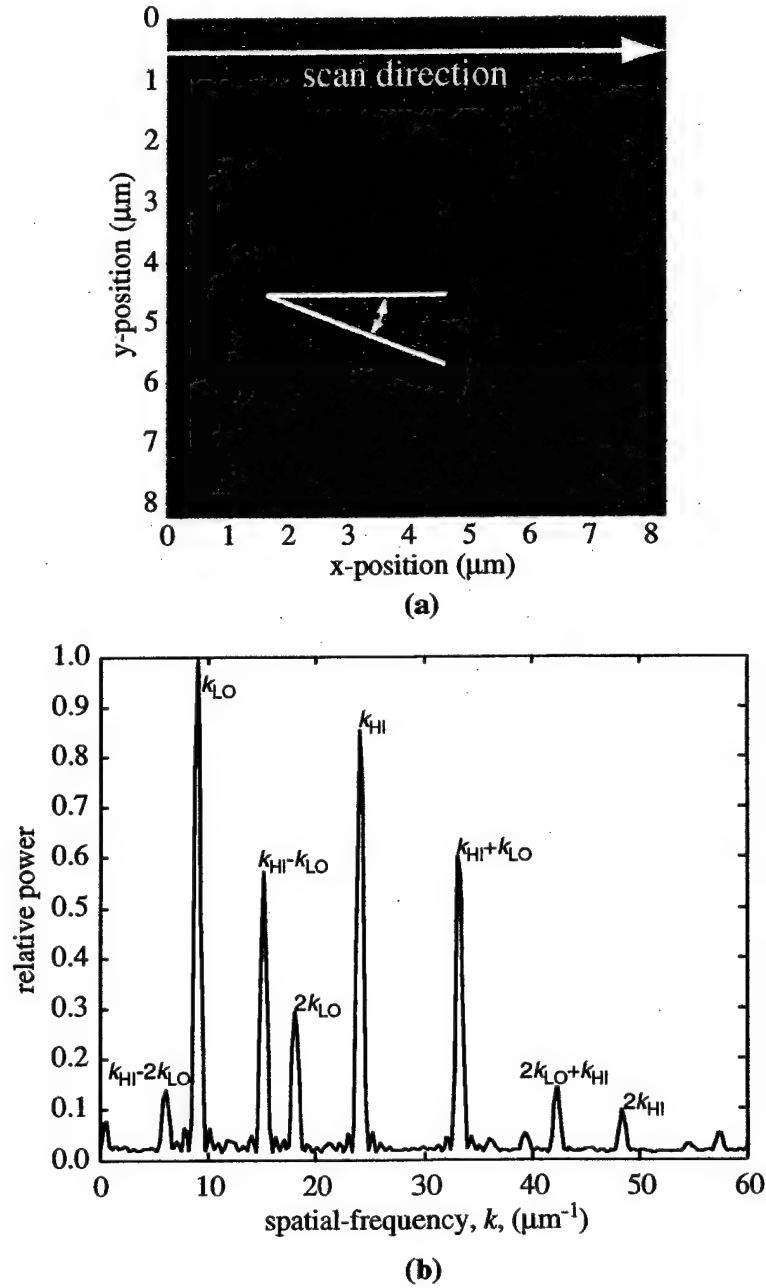 0
1
2
3
4
5
6
7
8
y-position (μm)
scan direction
0 1 2 3 4 5 6 7 8
x-position (μm)
(a)
1.0
0.9
0.8
0.7
0.6
0.5
0.4
0.3
0.2
0.1
0.0
relative power
kLO
kHI
kHI-kLO
kHI+kLO
2kLO
kHI-2kLO
2kLO+kHI
2kHI
0 10 20 30 40 50 60
spatial-frequency, k, (μm⁻¹)
(b)